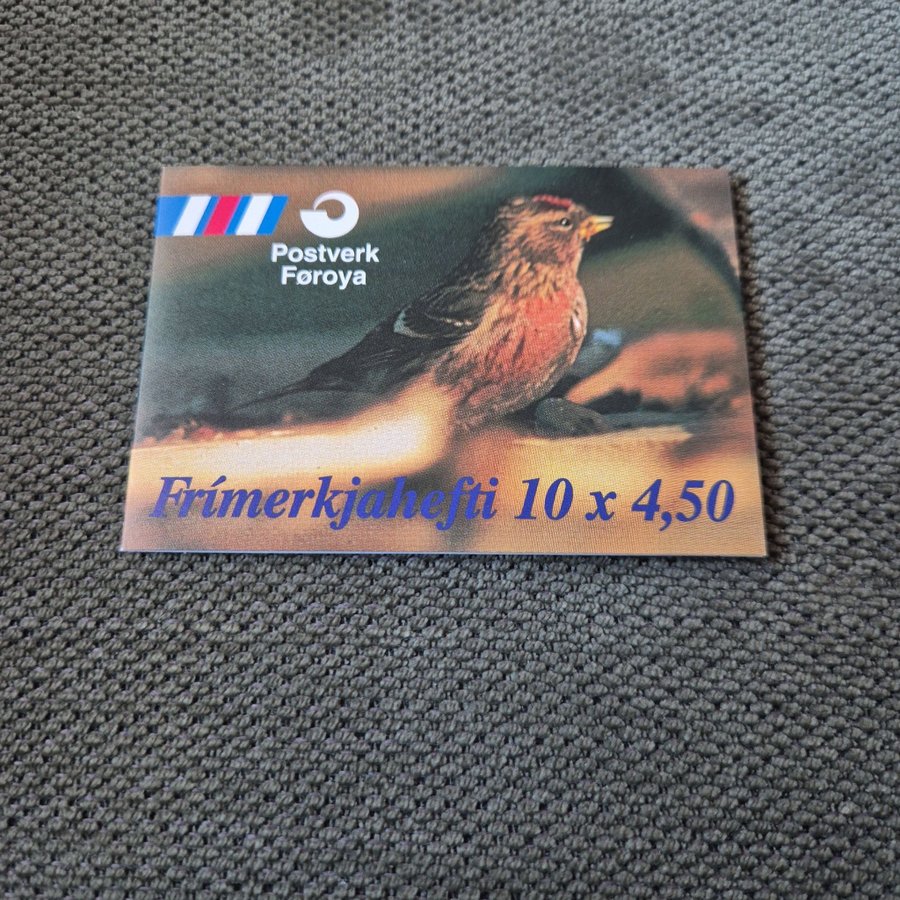 Postverk
Føroya
Frímerkjahefti 10 x 4,50